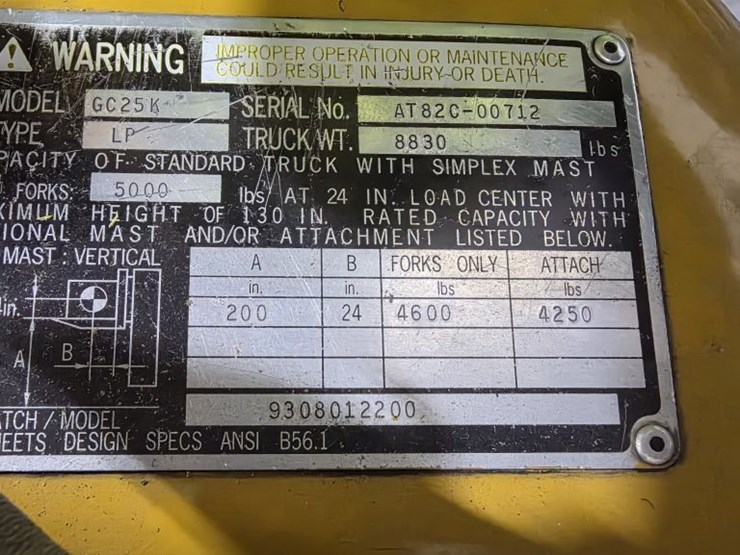 WARNING IMPROPER OPERATION OR MAINTENANCE
COULD RESULT IN INJURY OR DEATH.
MODEL GC25K SERIAL No. AT82C-00712
TYPE LP TRUCK WT. 8830 lbs
PACITY OF STANDARD TRUCK WITH SIMPLEX MAST
FORKS: 5000 lbs AT 24 IN. LOAD CENTER WITH
XIMUM HEIGHT OF 130 IN. RATED CAPACITY WITH
IONAL MAST AND/OR ATTACHMENT LISTED BELOW.
MAST : VERTICAL
A B FORKS ONLY ATTACH
in. in. lbs lbs
200 24 4600 4250
in.
A B
9308012200
ATCH / MODEL
EETS DESIGN SPECS ANSI B56.1